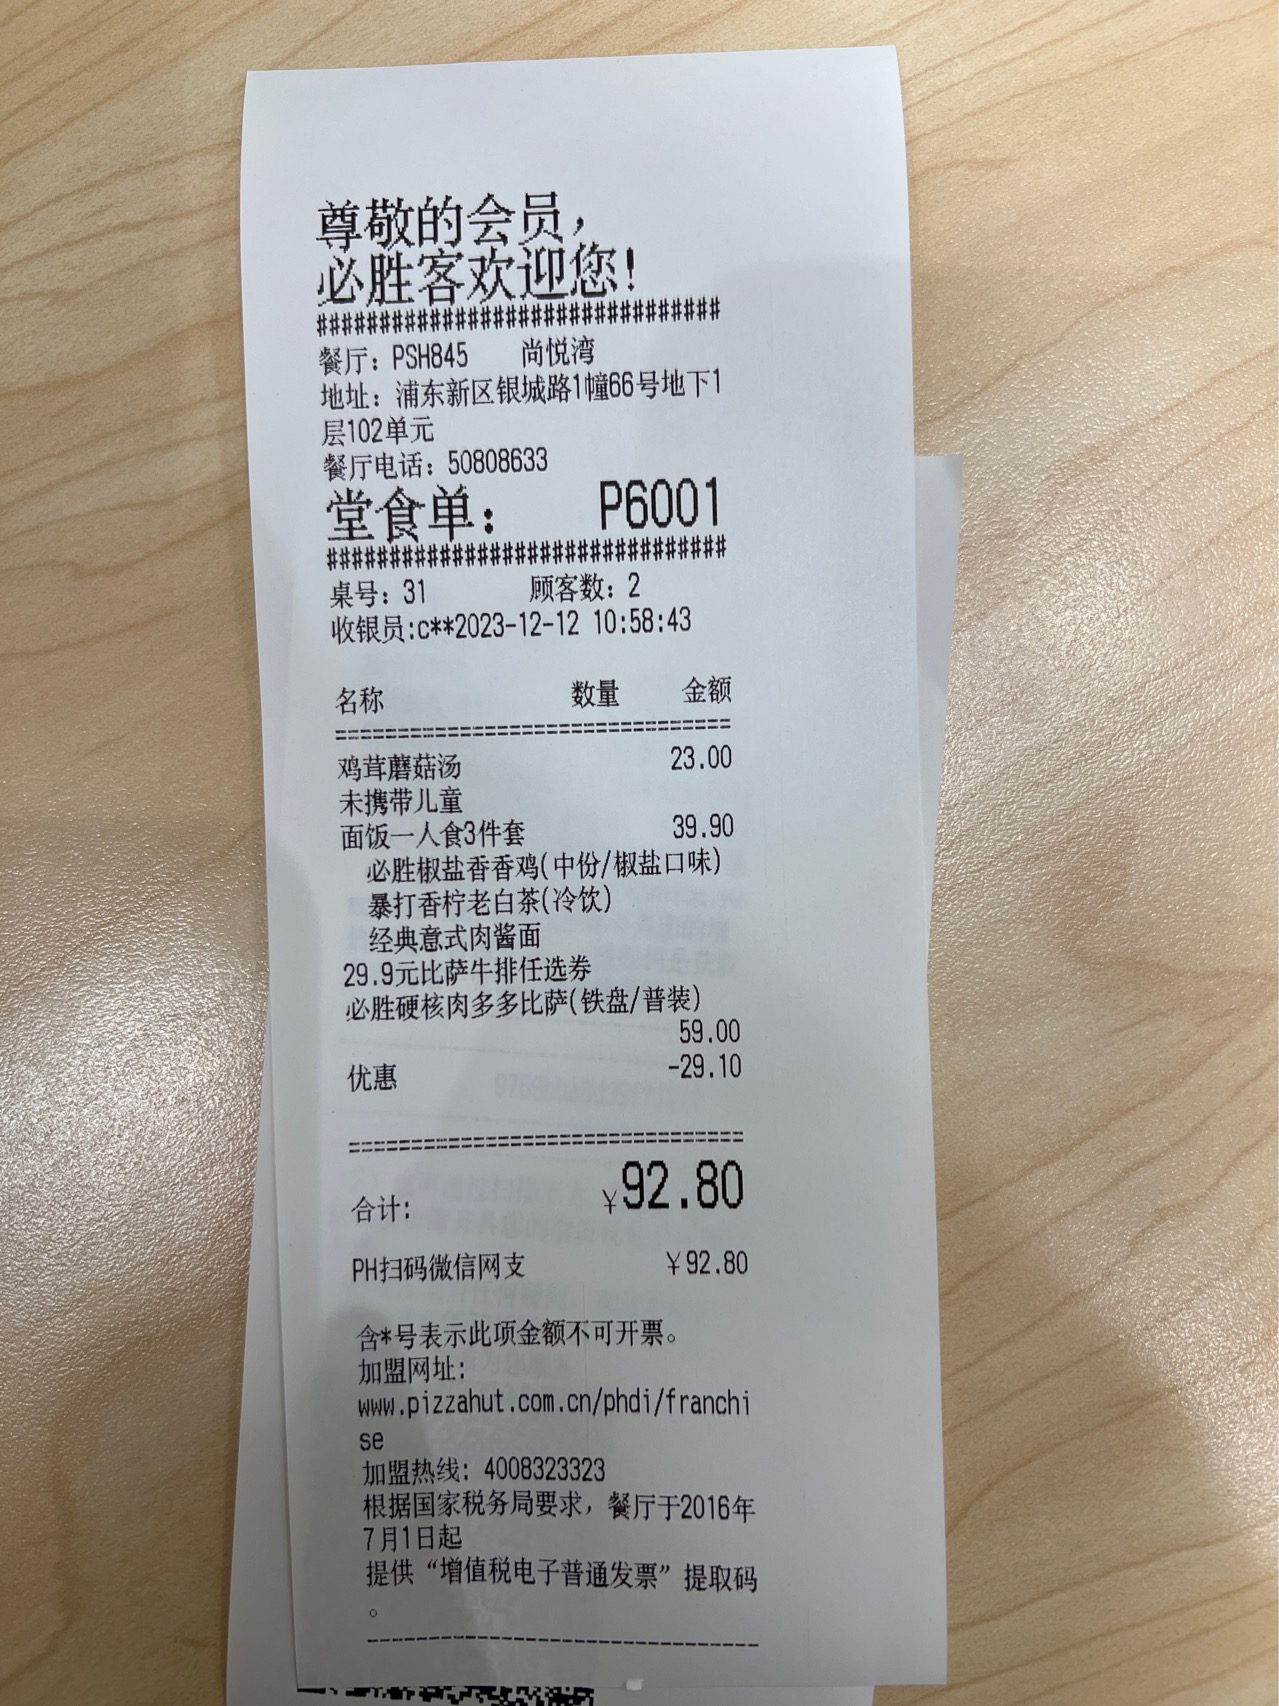 尊敬的会员，
必胜客欢迎您！
################################
餐厅：PSH845 尚悦湾
地址：浦东新区银城路1幢66号地下1
层102单元
餐厅电话：50808633
堂食单： P6001
################################
桌号：31 顾客数：2
收银员:c**2023-12-12 10:58:43
名称 数量 金额
================================
鸡茸蘑菇汤 23.00
未携带儿童
面饭一人食3件套 39.90
必胜椒盐香香鸡(中份/椒盐口味)
暴打香柠老白茶(冷饮)
经典意式肉酱面
29.9元比萨牛排任选券
必胜硬核肉多多比萨(铁盘/普装)
59.00
优惠 -29.10
================================
合计: ￥92.80
PH扫码微信网支 ￥92.80
含*号表示此项金额不可开票。
加盟网址:
www.pizzahut.com.cn/phdi/franchi
se
加盟热线: 4008323323
根据国家税务局要求，餐厅于2016年
7月1日起
提供“增值税电子普通发票”提取码
。
--------------------------------